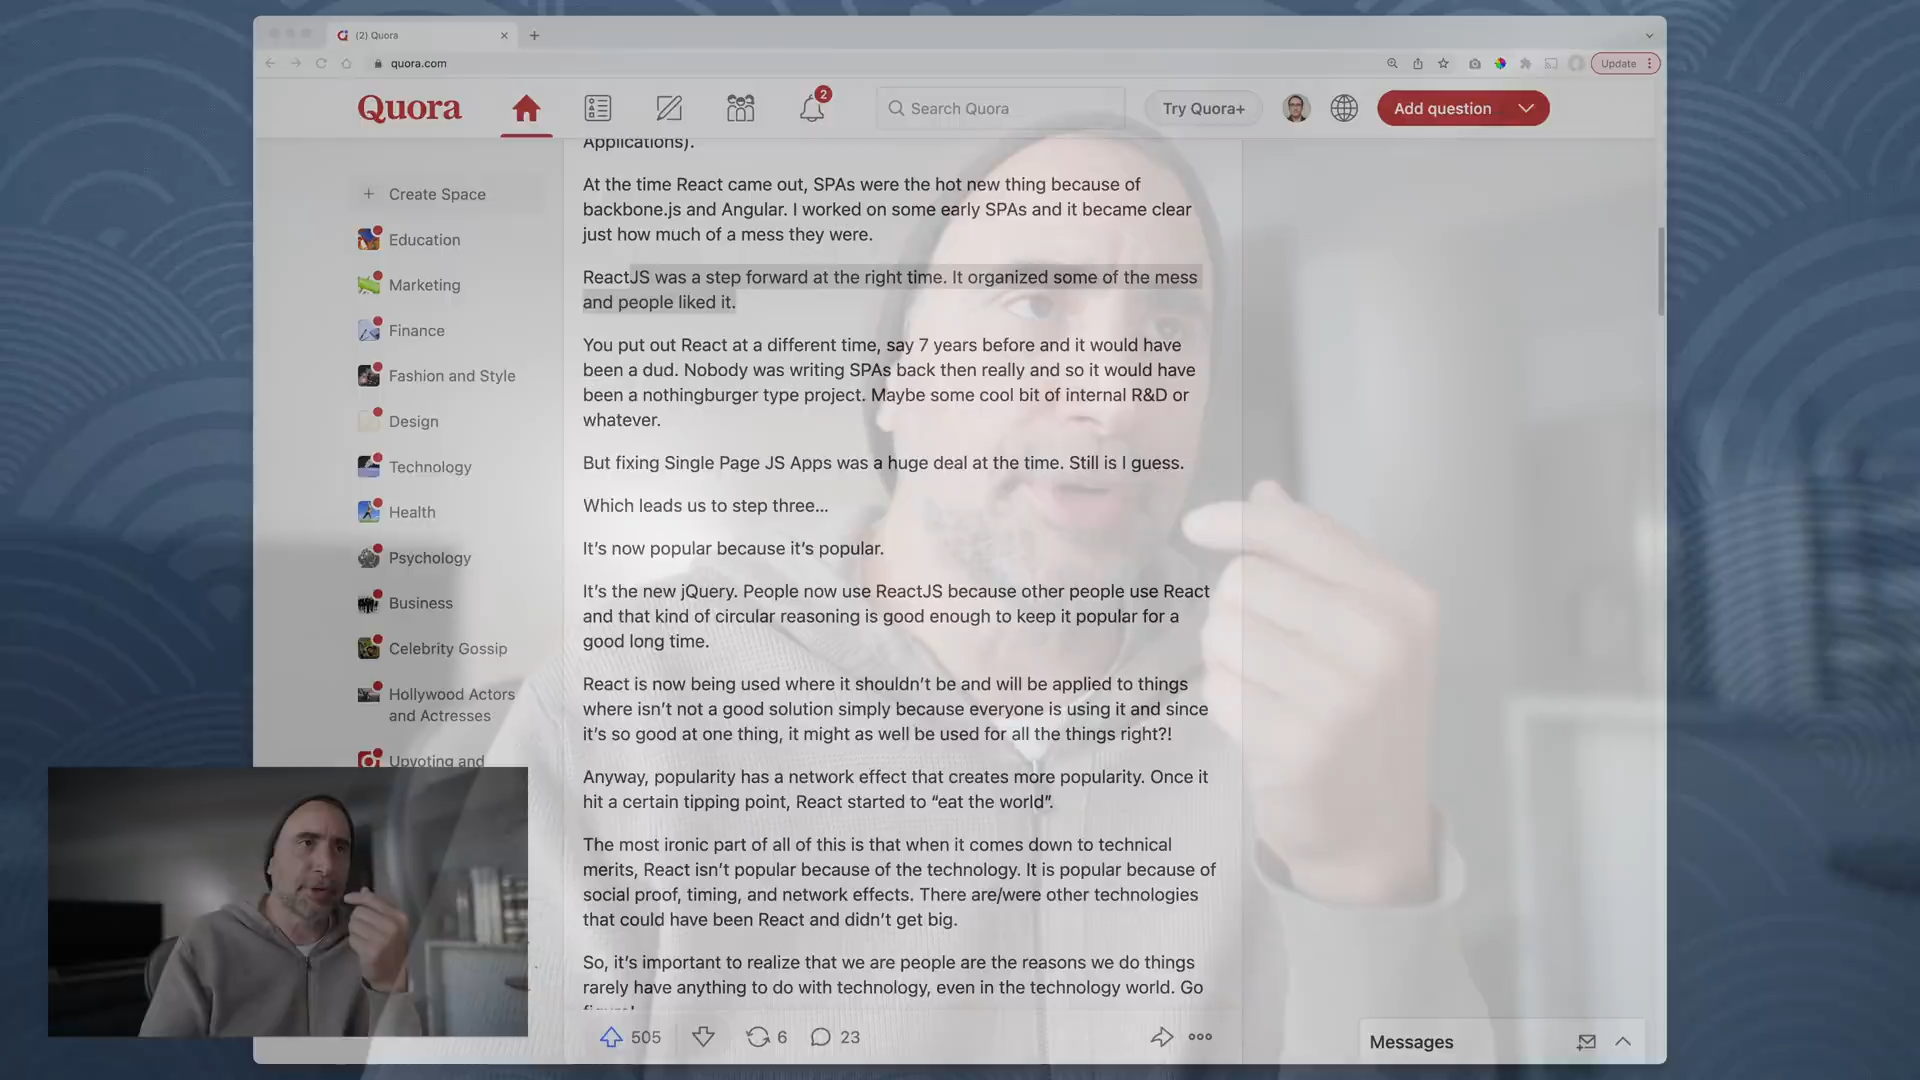 (2) Quora
quora.com
Update
Quora
2
Search Quora
Try Quora+
Add question
Create Space
Education
Marketing
Finance
Fashion and Style
Design
Technology
Health
Psychology
Business
Celebrity Gossip
Hollywood Actors
and Actresses
Upvoting and
Applications).
At the time React came out, SPAs were the hot new thing because of
backbone.js and Angular. I worked on some early SPAs and it became clear
just how much of a mess they were.
ReactJS was a step forward at the right time. It organized some of the mess
and people liked it.
You put out React at a different time, say 7 years before and it would have
been a dud. Nobody was writing SPAs back then really and so it would have
been a nothingburger type project. Maybe some cool bit of internal R&D or
whatever.
But fixing Single Page JS Apps was a huge deal at the time. Still is I guess.
Which leads us to step three...
It's now popular because it's popular.
It's the new jQuery. People now use ReactJS because other people use React
and that kind of circular reasoning is good enough to keep it popular for a
good long time.
React is now being used where it shouldn't be and will be applied to things
where isn't not a good solution simply because everyone is using it and since
it's so good at one thing, it might as well be used for all the things right?!
Anyway, popularity has a network effect that creates more popularity. Once it
hit a certain tipping point, React started to “eat the world”.
The most ironic part of all of this is that when it comes down to technical
merits, React isn't popular because of the technology. It is popular because of
social proof, timing, and network effects. There are/were other technologies
that could have been React and didn't get big.
So, it's important to realize that we are people are the reasons we do things
rarely have anything to do with technology, even in the technology world. Go
505
6
23
Messages